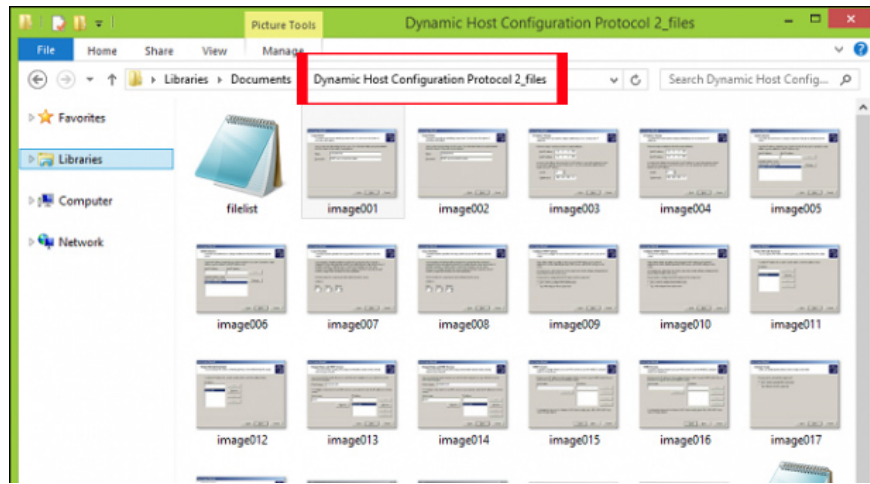 Picture Tools
Dynamic Host Configuration Protocol 2_files
File Home Share View Manage
Libraries Documents Dynamic Host Configuration Protocol 2_files Search Dynamic Host Config...
Favorites
Libraries
Computer
Network
filelist image001 image002 image003 image004 image005
image006 image007 image008 image009 image010 image011
image012 image013 image014 image015 image016 image017